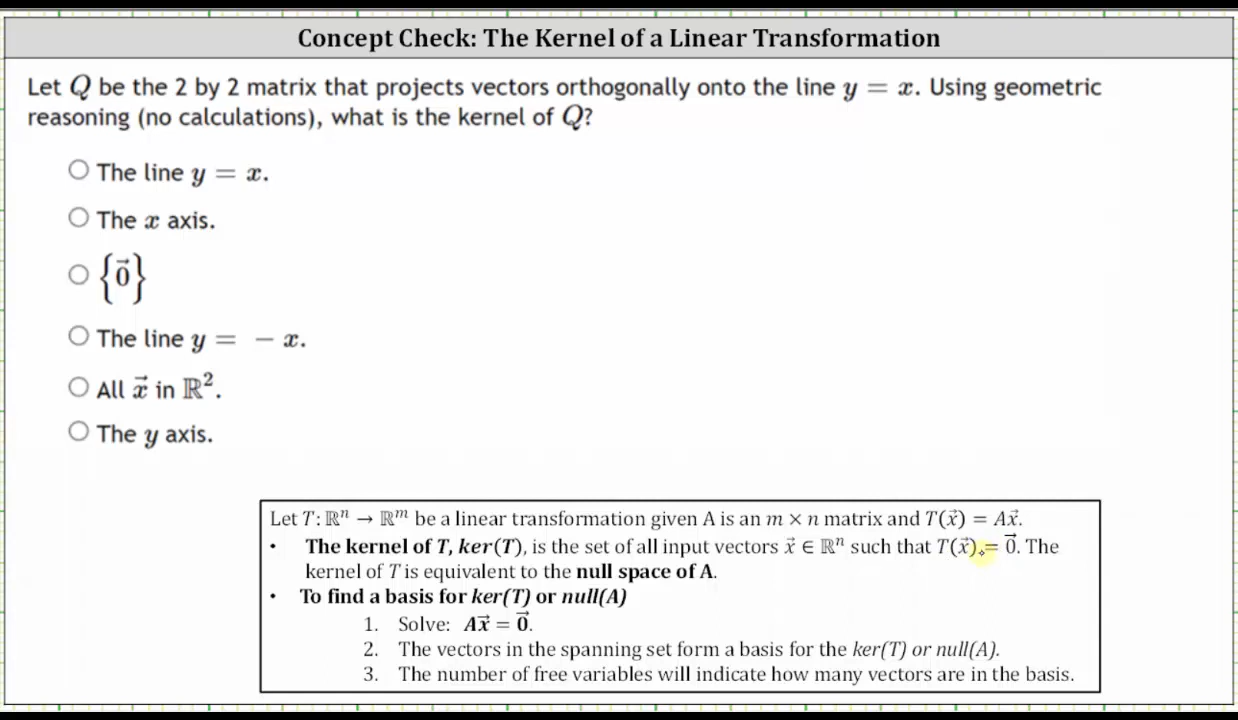 Concept Check: The Kernel of a Linear Transformation
Let Q be the 2 by 2 matrix that projects vectors orthogonally onto the line y = x. Using geometric
reasoning (no calculations), what is the kernel of Q?
The line y = x.
The x axis.
{0⃗}
The line y = − x.
All x⃗ in ℝ².
The y axis.
Let T: ℝⁿ → ℝᵐ be a linear transformation given A is an m × n matrix and T(x⃗) = Ax⃗.
• The kernel of T, ker(T), is the set of all input vectors x⃗ ∈ ℝⁿ such that T(x⃗) = 0⃗. The
kernel of T is equivalent to the null space of A.
• To find a basis for ker(T) or null(A)
1. Solve: Ax⃗ = 0⃗.
2. The vectors in the spanning set form a basis for the ker(T) or null(A).
3. The number of free variables will indicate how many vectors are in the basis.